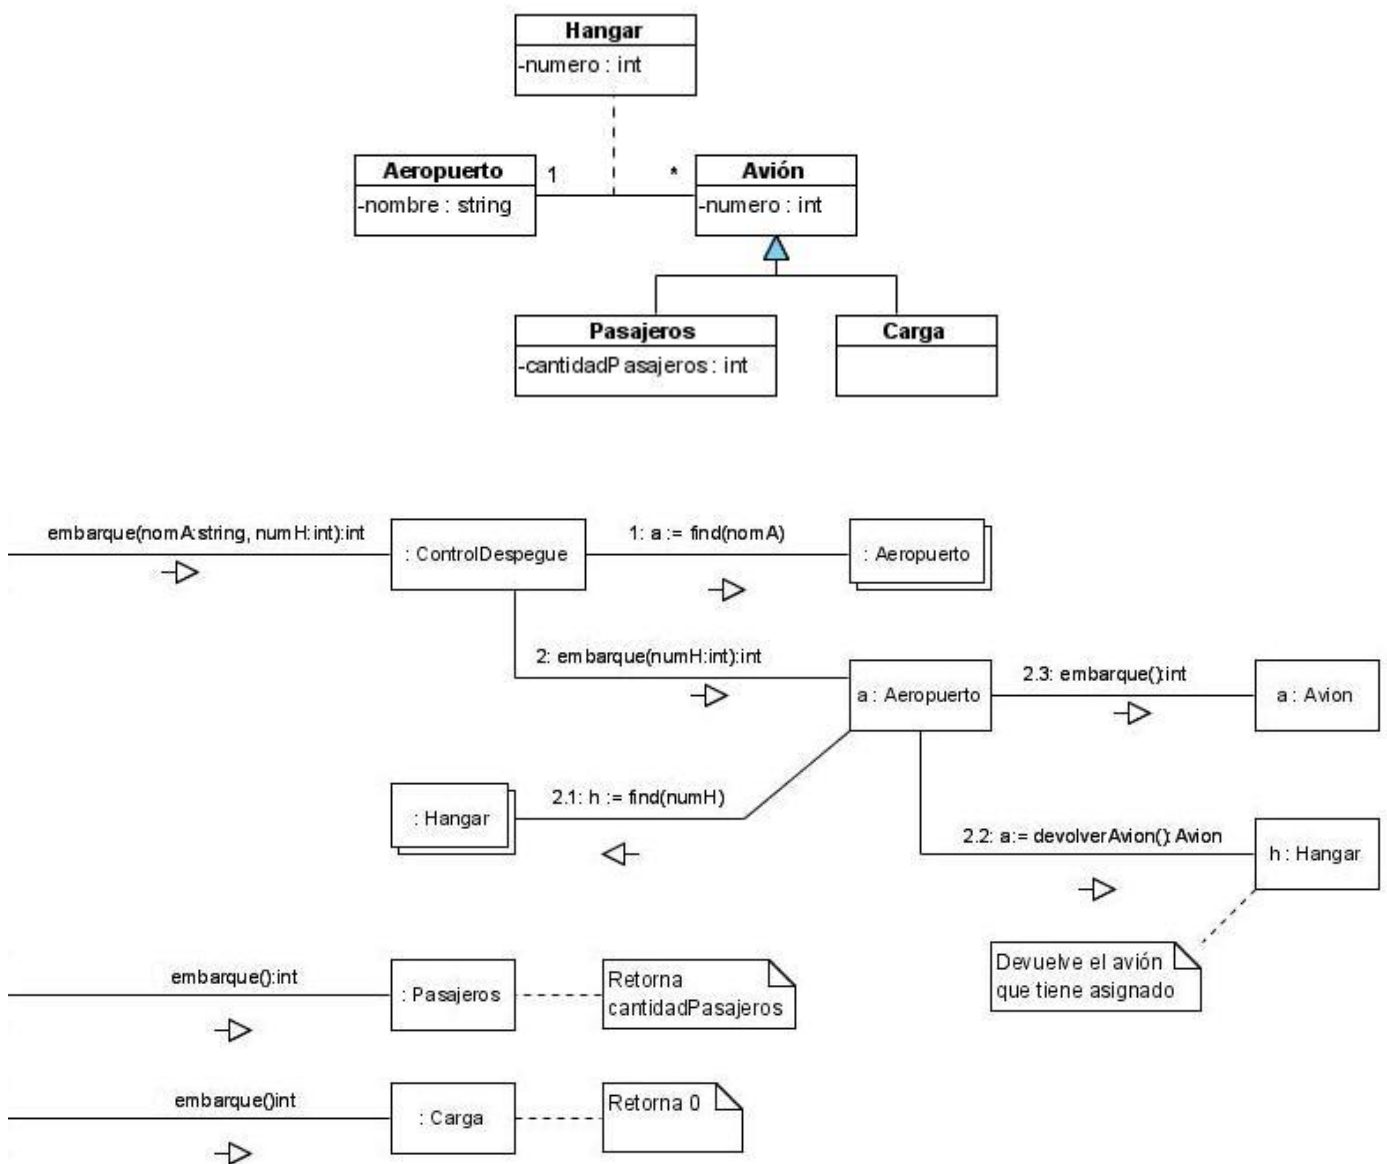 Hangar
-numero : int
Aeropuerto
-nombre : string
1
*
Avión
-numero : int
Pasajeros
-cantidadPasajeros : int
Carga
embarque(nomA:string, numH:int):int
: ControlDespegue
1: a := find(nomA)
: Aeropuerto
2: embarque(numH:int):int
a : Aeropuerto
2.3: embarque():int
a : Avion
: Hangar
2.1: h := find(numH)
2.2: a:= devolverAvion():Avion
h : Hangar
Devuelve el avión
que tiene asignado
embarque():int
: Pasajeros
Retorna
cantidadPasajeros
embarque()int
: Carga
Retorna 0